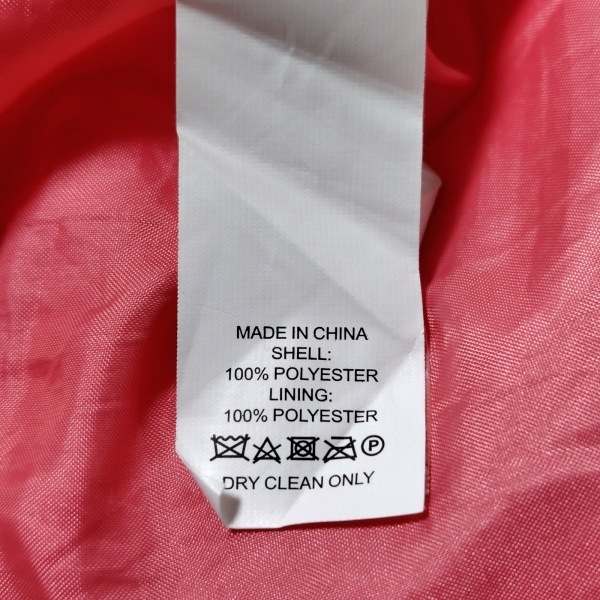 MADE IN CHINA
SHELL:
100% POLYESTER
LINING:
100% POLYESTER
P
DRY CLEAN ONLY